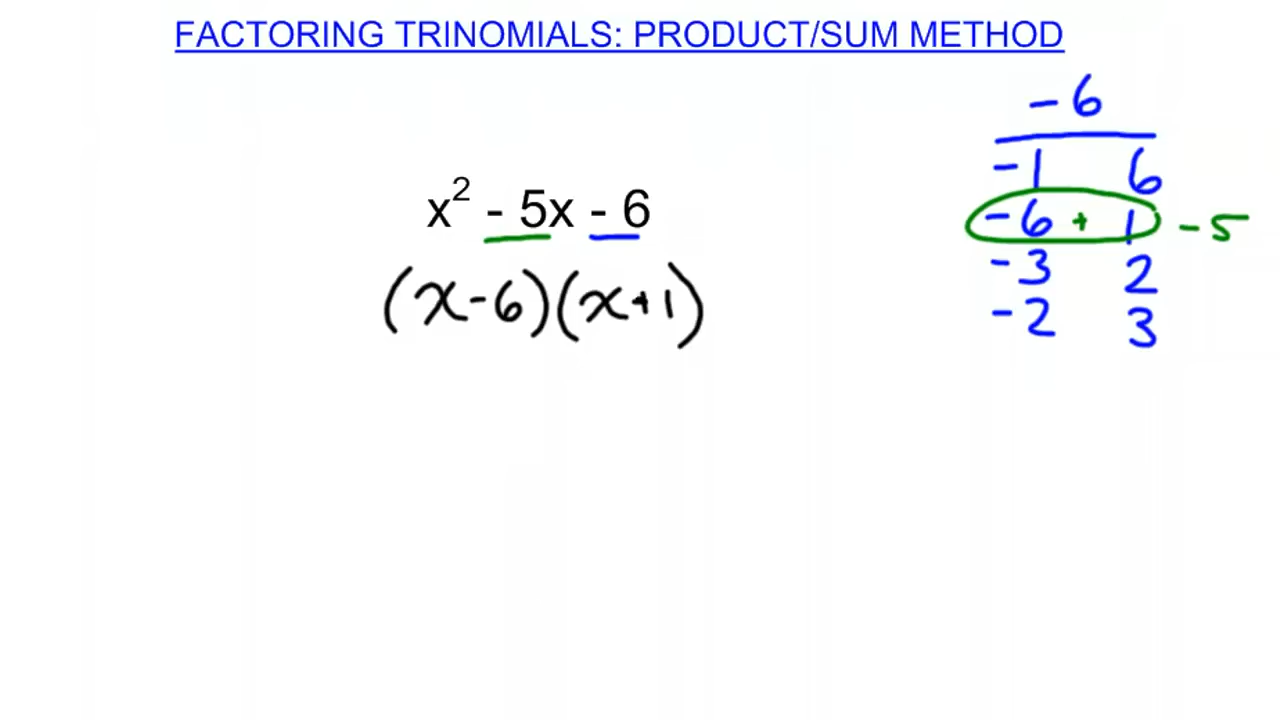 FACTORING TRINOMIALS: PRODUCT/SUM METHOD
x² - 5x - 6
(x-6)(x+1)
-6
-1 6
-6 + 1 -5
-3 2
-2 3